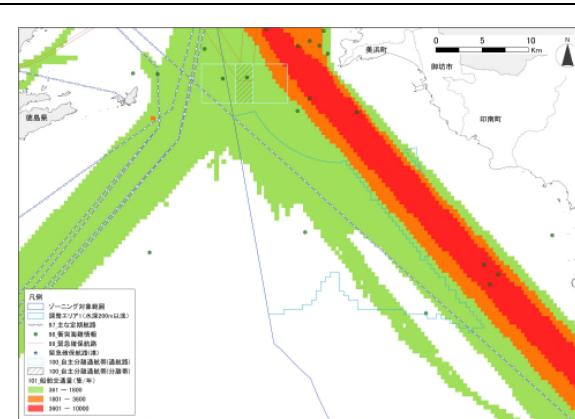 美浜町
御坊市
印南町
徳島県
0 5 10
Km
N
凡例
ゾーニング対象範囲
調整エリア1(水深200m以浅)
97_主な定期航路
98_衝突海難情報
99_緊急確保航路
緊急確保航路(港)
100_自主分離通航帯(通航路)
100_自主分離通航帯(分離帯)
101_船舶交通量(隻/年)
361 - 1800
1801 - 3600
3601 - 10000